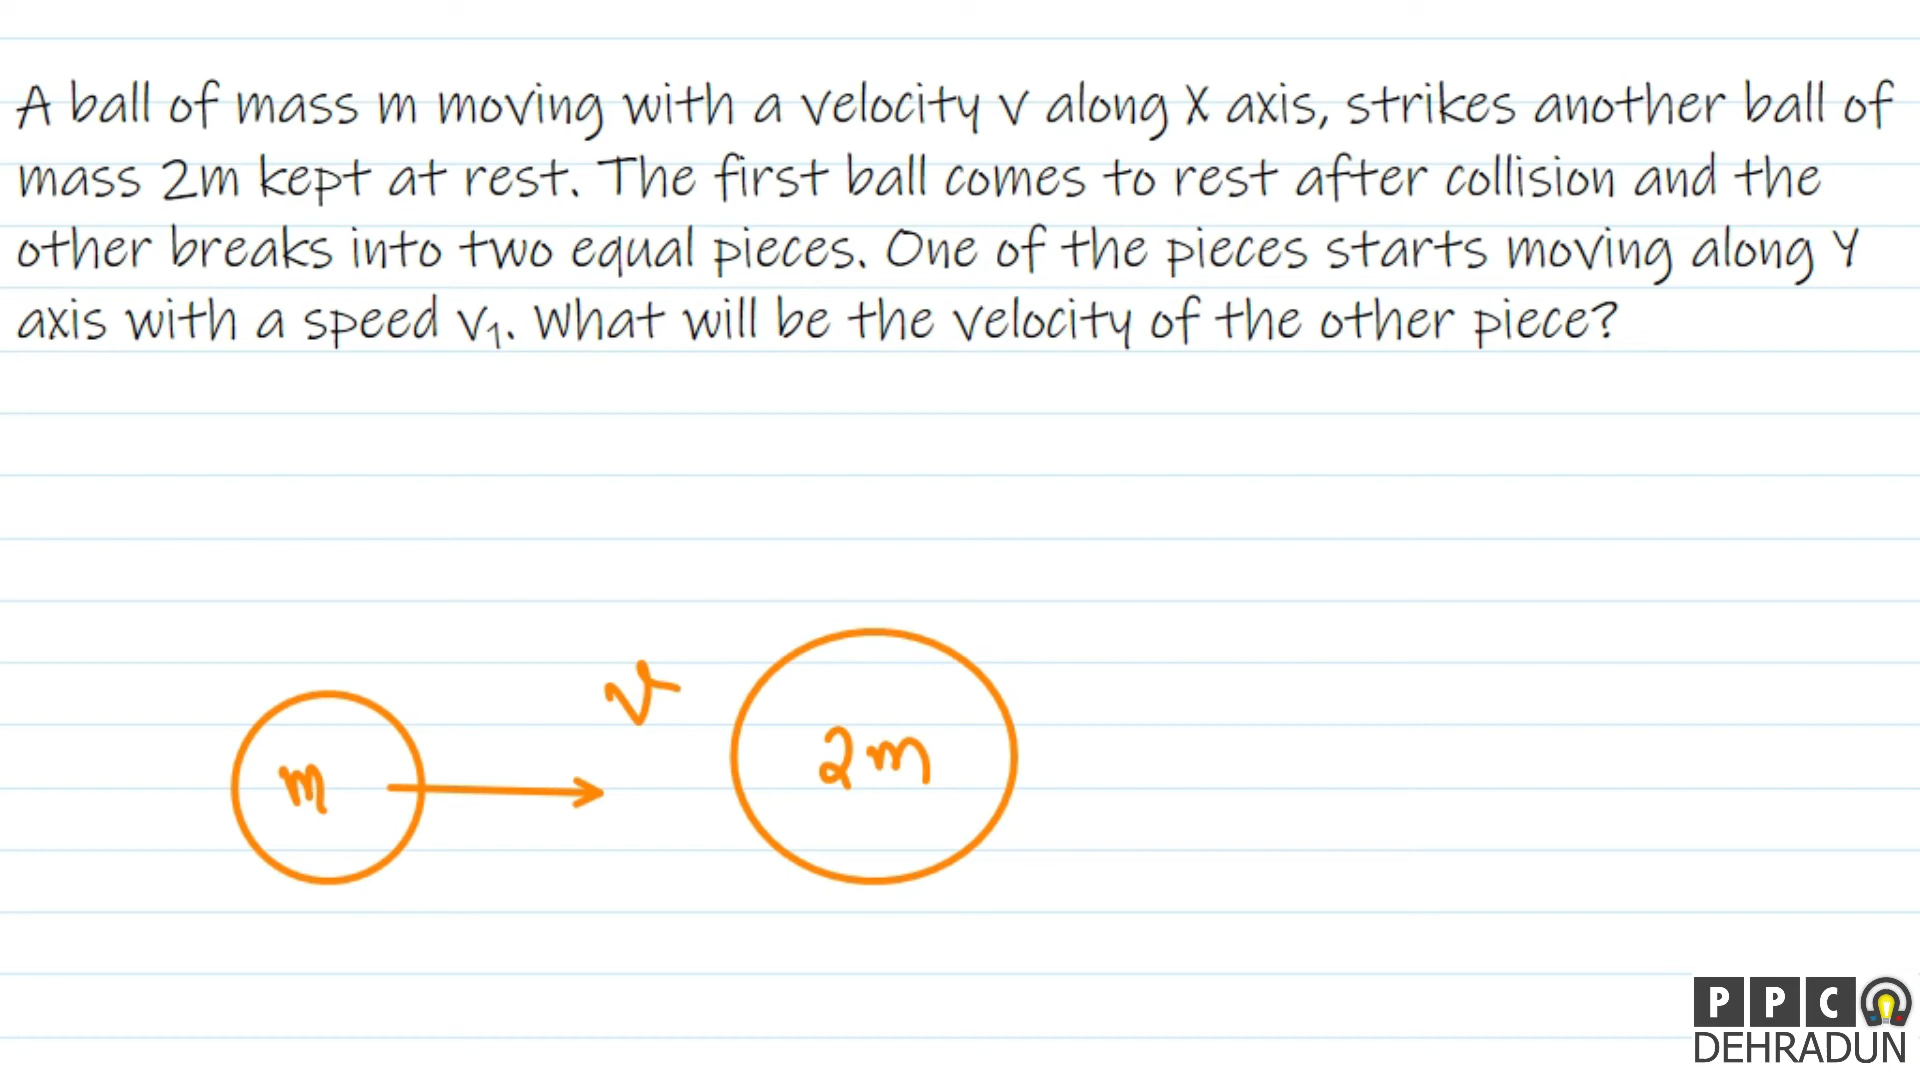 A ball of mass m moving with a velocity v along X axis, strikes another ball of
mass 2m kept at rest. The first ball comes to rest after collision and the
other breaks into two equal pieces. One of the pieces starts moving along Y
axis with a speed v₁. What will be the velocity of the other piece?
v
m
2m
PPC
DEHRADUN